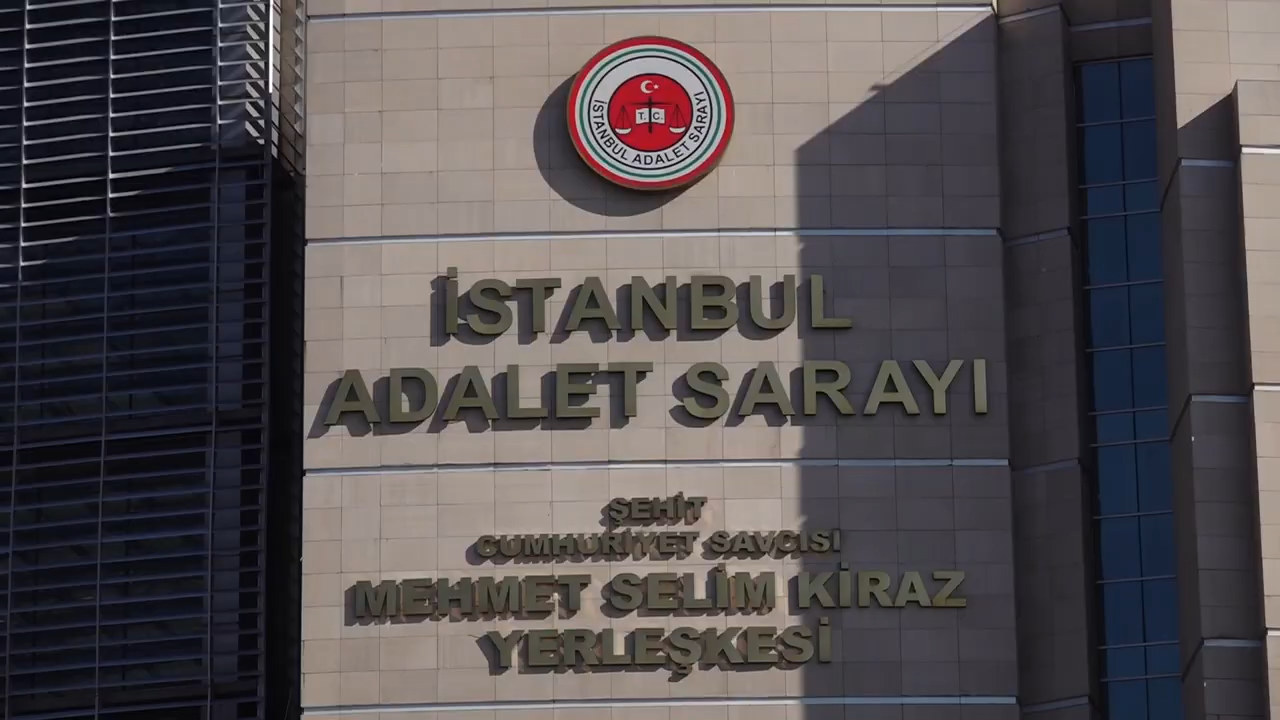 T.C.
İSTANBUL ADALET SARAYI
İSTANBUL
ADALET SARAYI
ŞEHİT
CUMHURİYET SAVCISI
MEHMET SELİM KİRAZ
YERLEŞKESİ